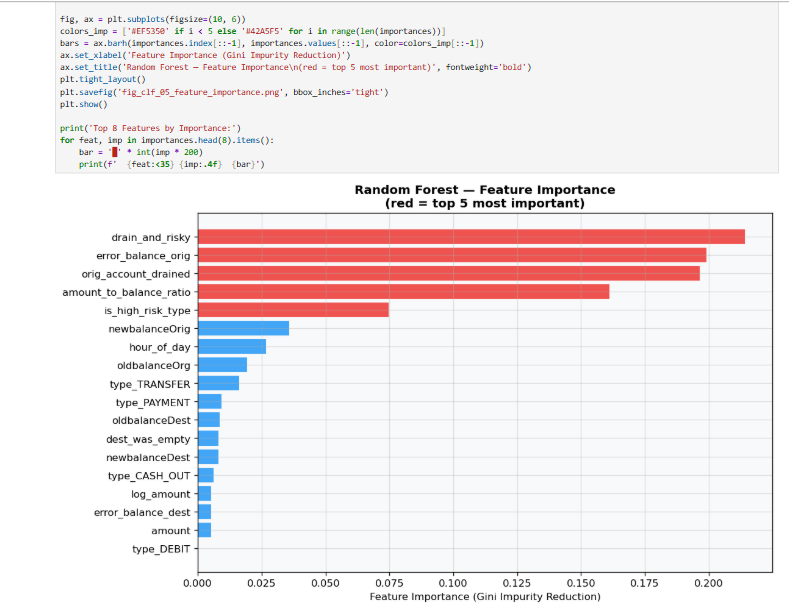 fig, ax = plt.subplots(figsize=(10, 6))
colors_imp = ['#EF5350' if i < 5 else '#42A5F5' for i in range(len(importances))]
bars = ax.barh(importances.index[::-1], importances.values[::-1], color=colors_imp[::-1])
ax.set_xlabel('Feature Importance (Gini Impurity Reduction)')
ax.set_title('Random Forest — Feature Importance\n(red = top 5 most important)', fontweight='bold')
plt.tight_layout()
plt.savefig('fig_clf_05_feature_importance.png', bbox_inches='tight')
plt.show()
print('Top 8 Features by Importance:')
for feat, imp in importances.head(8).items():
    bar = '█' * int(imp * 200)
    print(f'  {feat:<35} {imp:.4f}  {bar}')
Random Forest — Feature Importance
(red = top 5 most important)
drain_and_risky
error_balance_orig
orig_account_drained
amount_to_balance_ratio
is_high_risk_type
newbalanceOrig
hour_of_day
oldbalanceOrg
type_TRANSFER
type_PAYMENT
oldbalanceDest
dest_was_empty
newbalanceDest
type_CASH_OUT
log_amount
error_balance_dest
amount
type_DEBIT
0.000 0.025 0.050 0.075 0.100 0.125 0.150 0.175 0.200
Feature Importance (Gini Impurity Reduction)